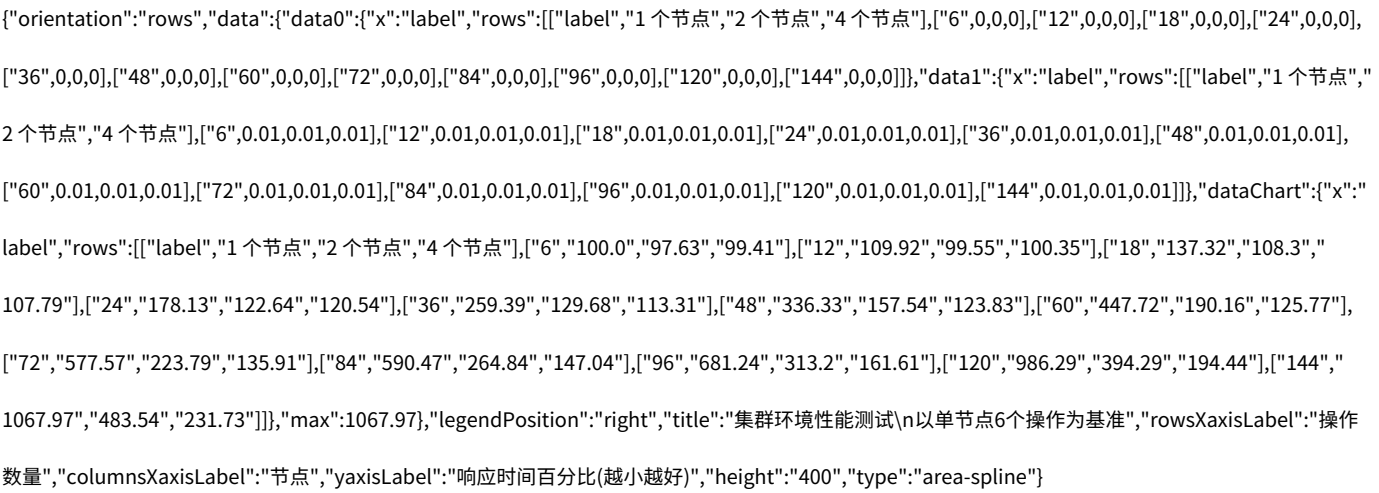 {"orientation":"rows","data":{"data0":{"x":"label","rows":[["label","1 个节点","2 个节点","4 个节点"],["6",0,0,0],["12",0,0,0],["18",0,0,0],["24",0,0,0],
["36",0,0,0],["48",0,0,0],["60",0,0,0],["72",0,0,0],["84",0,0,0],["96",0,0,0],["120",0,0,0],["144",0,0,0]]},"data1":{"x":"label","rows":[["label","1 个节点","
2 个节点","4 个节点"],["6",0.01,0.01,0.01],["12",0.01,0.01,0.01],["18",0.01,0.01,0.01],["24",0.01,0.01,0.01],["36",0.01,0.01,0.01],["48",0.01,0.01,0.01],
["60",0.01,0.01,0.01],["72",0.01,0.01,0.01],["84",0.01,0.01,0.01],["96",0.01,0.01,0.01],["120",0.01,0.01,0.01],["144",0.01,0.01,0.01]]},"dataChart":{"x":"
label","rows":[["label","1 个节点","2 个节点","4 个节点"],["6","100.0","97.63","99.41"],["12","109.92","99.55","100.35"],["18","137.32","108.3","
107.79"],["24","178.13","122.64","120.54"],["36","259.39","129.68","113.31"],["48","336.33","157.54","123.83"],["60","447.72","190.16","125.77"],
["72","577.57","223.79","135.91"],["84","590.47","264.84","147.04"],["96","681.24","313.2","161.61"],["120","986.29","394.29","194.44"],["144","
1067.97","483.54","231.73"]]},"max":1067.97},"legendPosition":"right","title":"集群环境性能测试\n以单节点6个操作为基准","rowsXaxisLabel":"操作
数量","columnsXaxisLabel":"节点","yaxisLabel":"响应时间百分比(越小越好)","height":"400","type":"area-spline"}